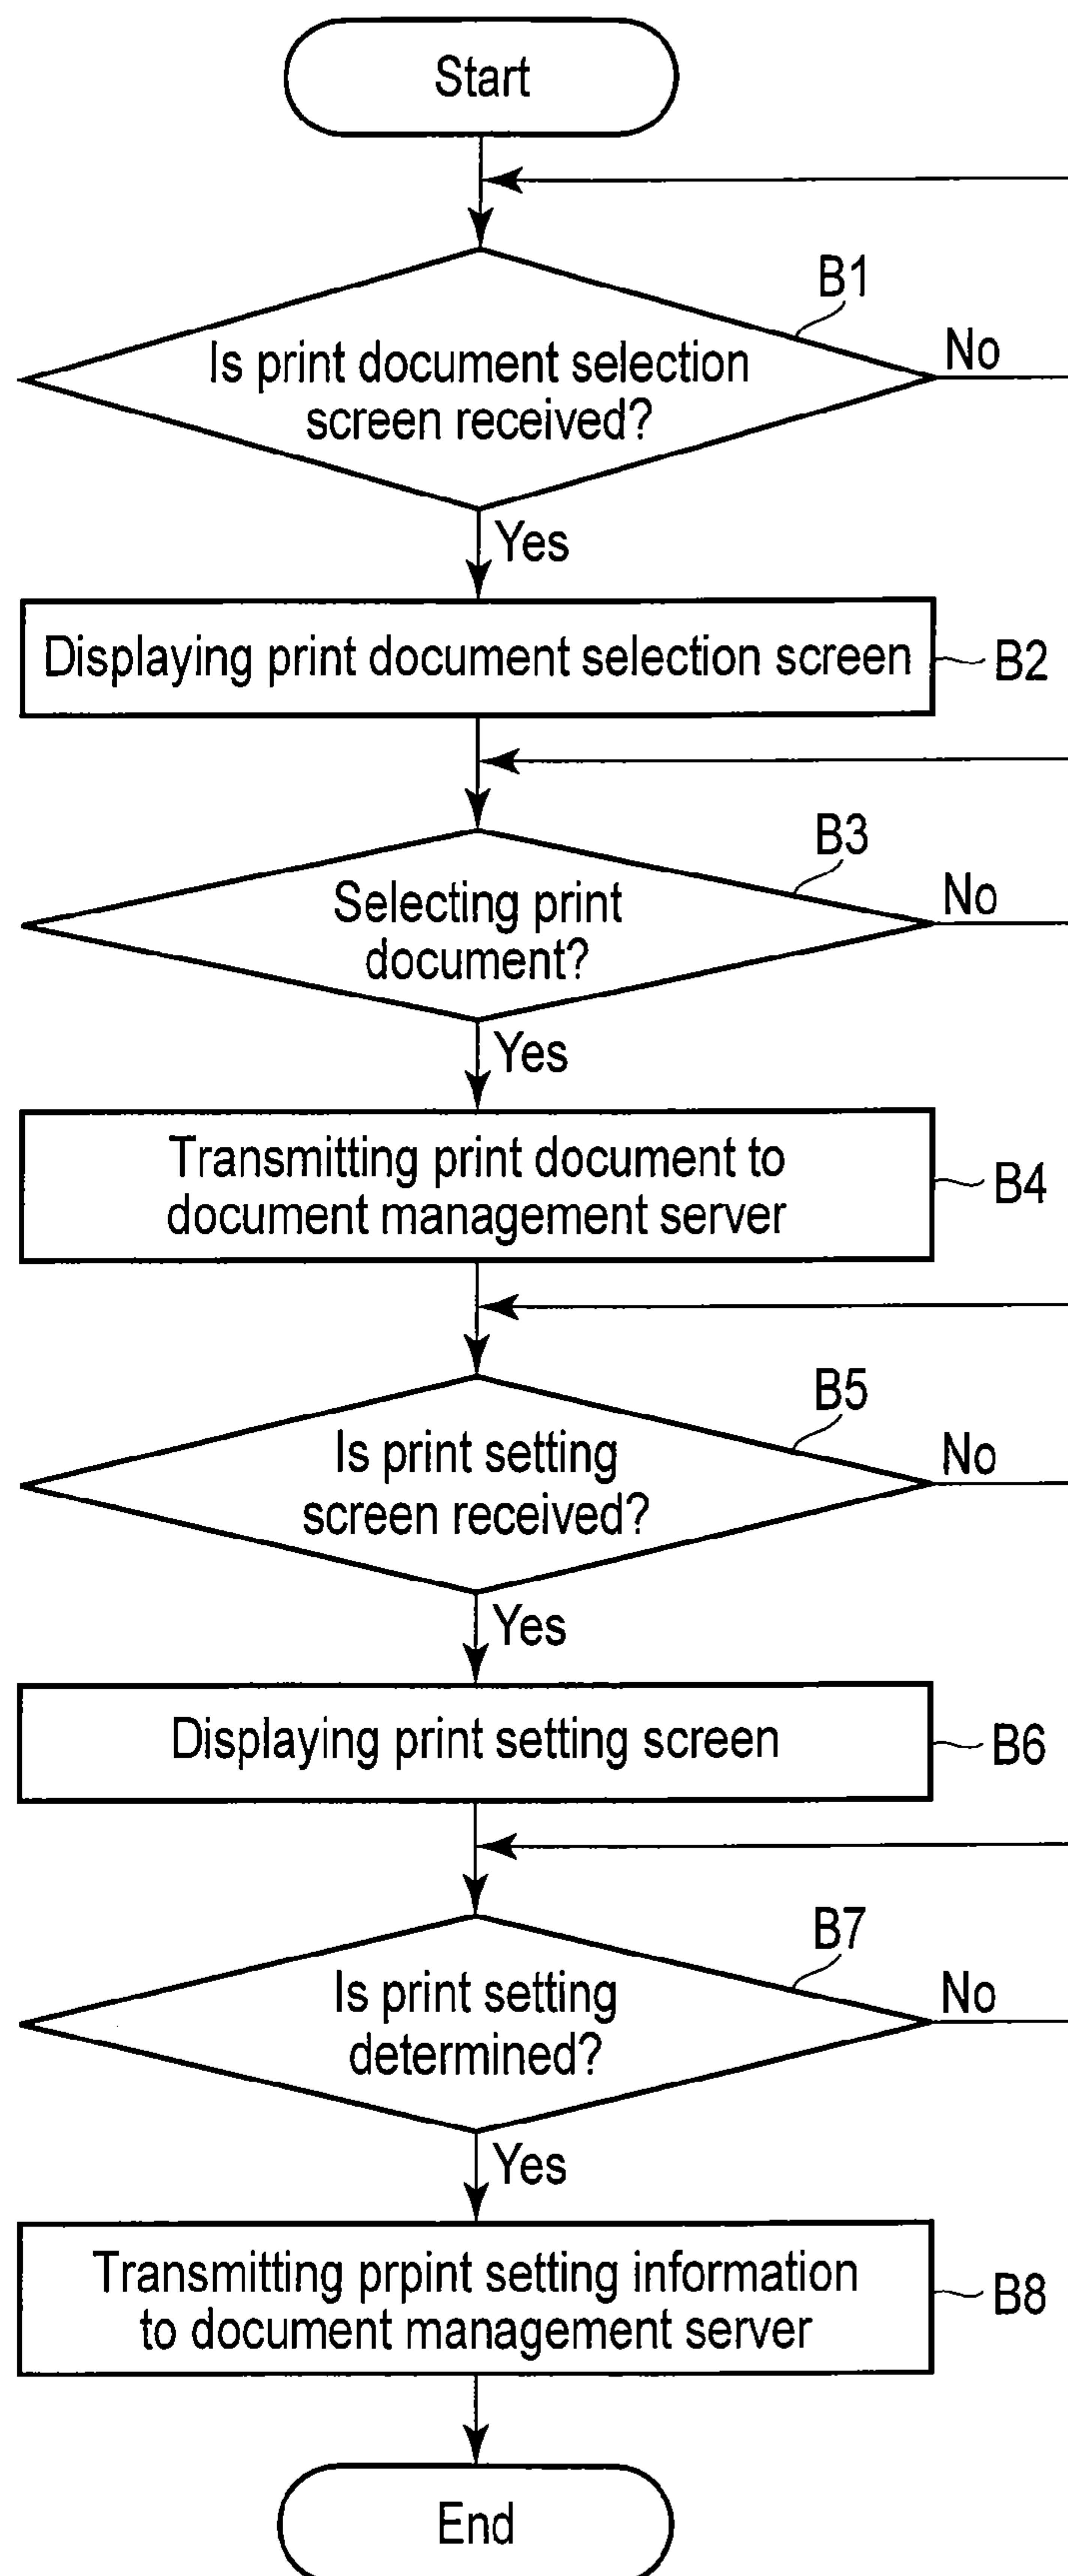 Start
B1
Is print document selection
screen received?
No
Yes
Displaying print document selection screen
B2
B3
Selecting print
document?
No
Yes
Transmitting print document to
document management server
B4
B5
Is print setting
screen received?
No
Yes
Displaying print setting screen
B6
B7
Is print setting
determined?
No
Yes
Transmitting prpint setting information
to document management server
B8
End